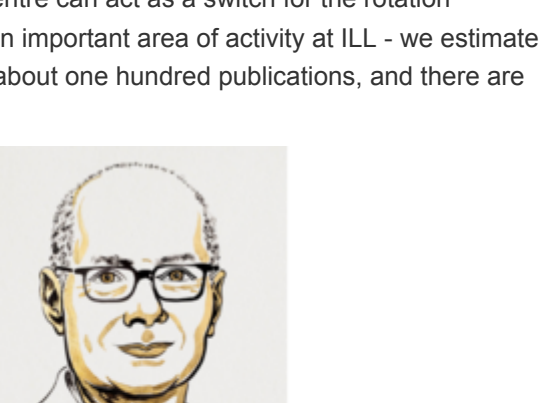 entre can act as a switch for the rotation
n important area of activity at ILL - we estimate
about one hundred publications, and there are